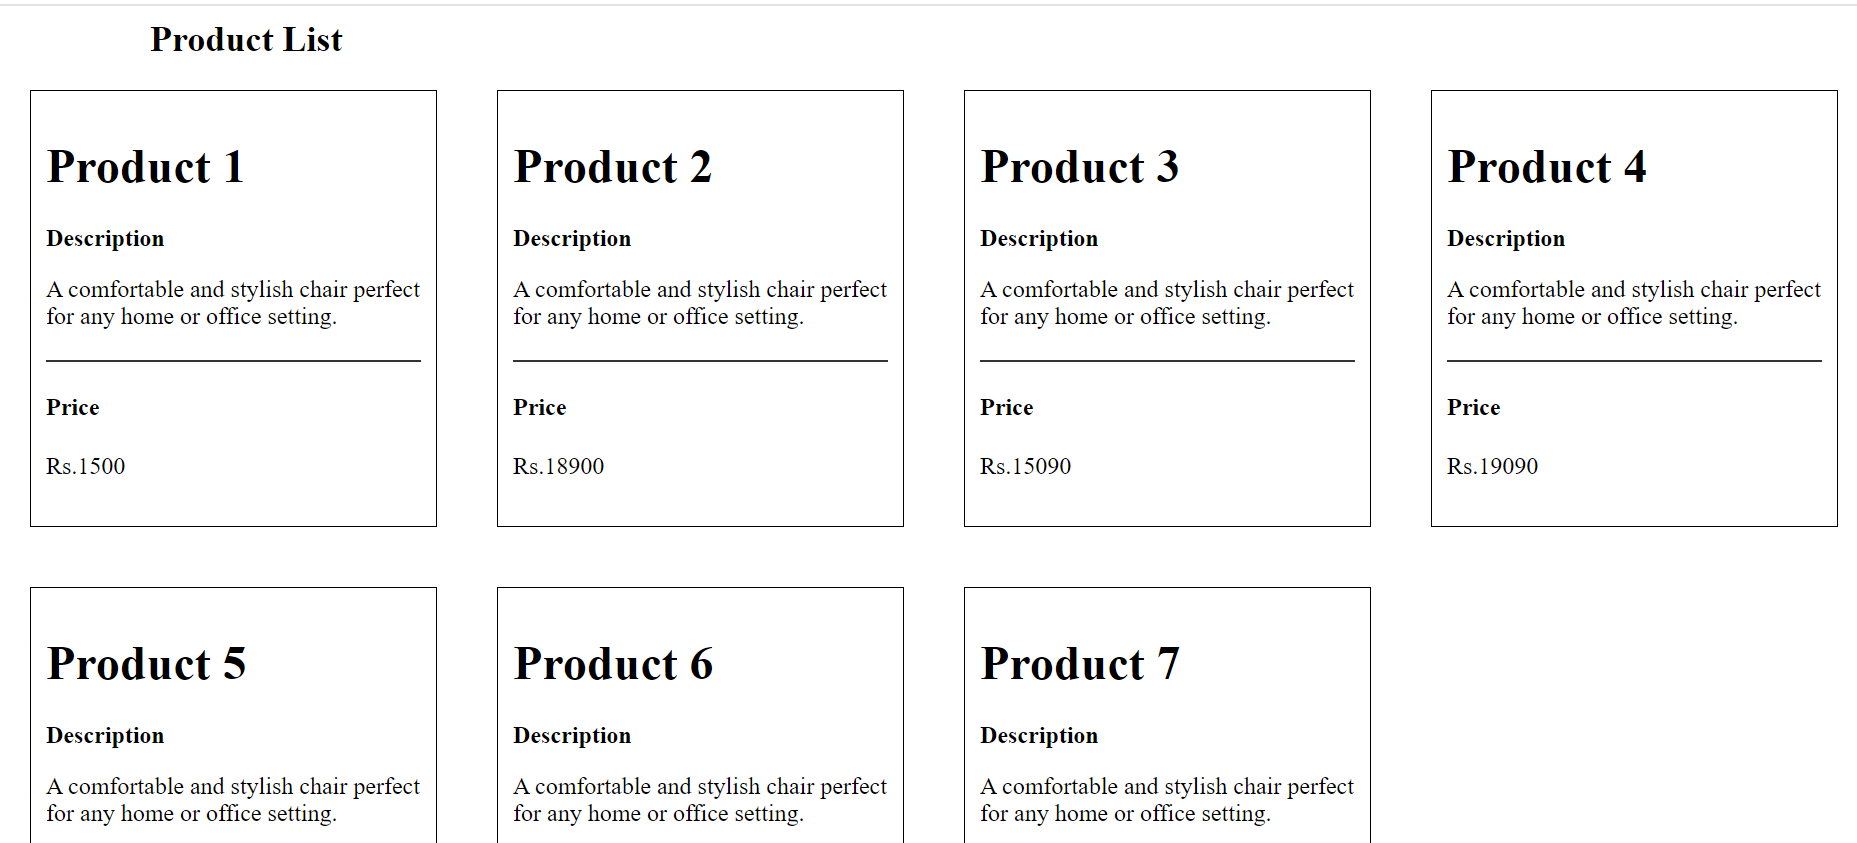 Product List
Product 1
Description
A comfortable and stylish chair perfect
for any home or office setting.
Price
Rs.1500
Product 2
Description
A comfortable and stylish chair perfect
for any home or office setting.
Price
Rs.18900
Product 3
Description
A comfortable and stylish chair perfect
for any home or office setting.
Price
Rs.15090
Product 4
Description
A comfortable and stylish chair perfect
for any home or office setting.
Price
Rs.19090
Product 5
Description
A comfortable and stylish chair perfect
for any home or office setting.
Product 6
Description
A comfortable and stylish chair perfect
for any home or office setting.
Product 7
Description
A comfortable and stylish chair perfect
for any home or office setting.